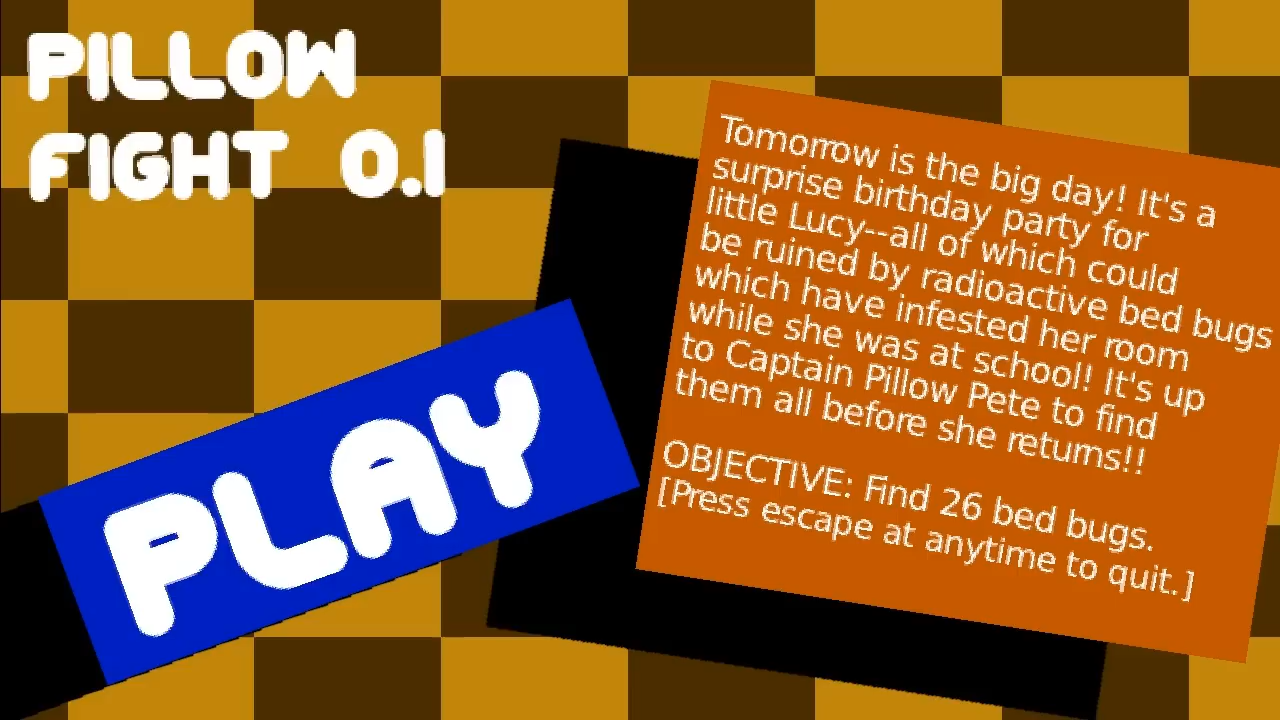 PILLOW
FIGHT 0.1
Tomorrow is the big day! It's a
surprise birthday party for
little Lucy--all of which could
be ruined by radioactive bed bugs
which have infested her room
while she was at school! It's up
to Captain Pillow Pete to find
them all before she returns!!
OBJECTIVE: Find 26 bed bugs.
[Press escape at anytime to quit.]
PLAY